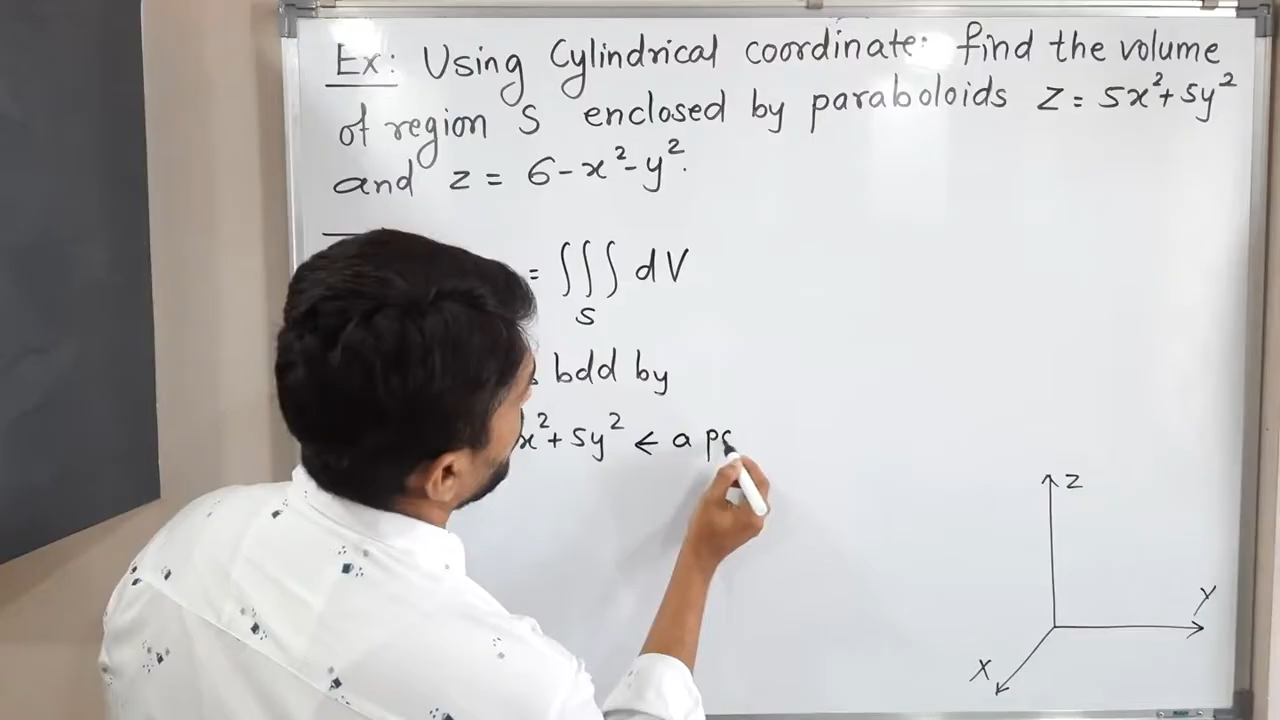 Ex: Using Cylindrical coordinate find the volume
of region S enclosed by paraboloids z = 5x²+5y²
and z = 6-x²-y².
= ∫∫∫ dV
S
bdd by
x²+5y² ← a pa
Z
Y
X